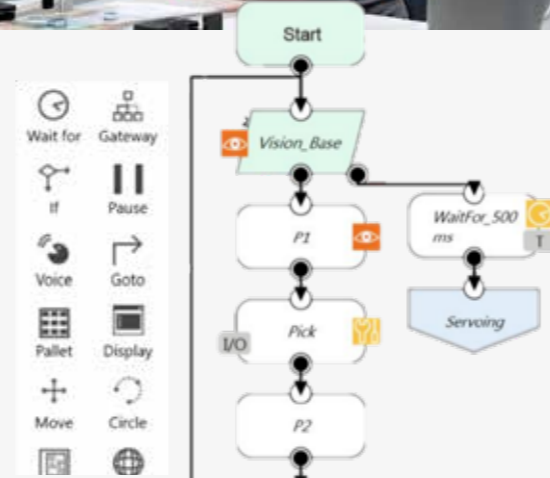 Start
Wait for
Gateway
Vision_Base
If
Pause
WaitFor_500
ms
T
P1
Voice
Goto
Servoing
I/O
Pick
Pallet
Display
Move
Circle
P2